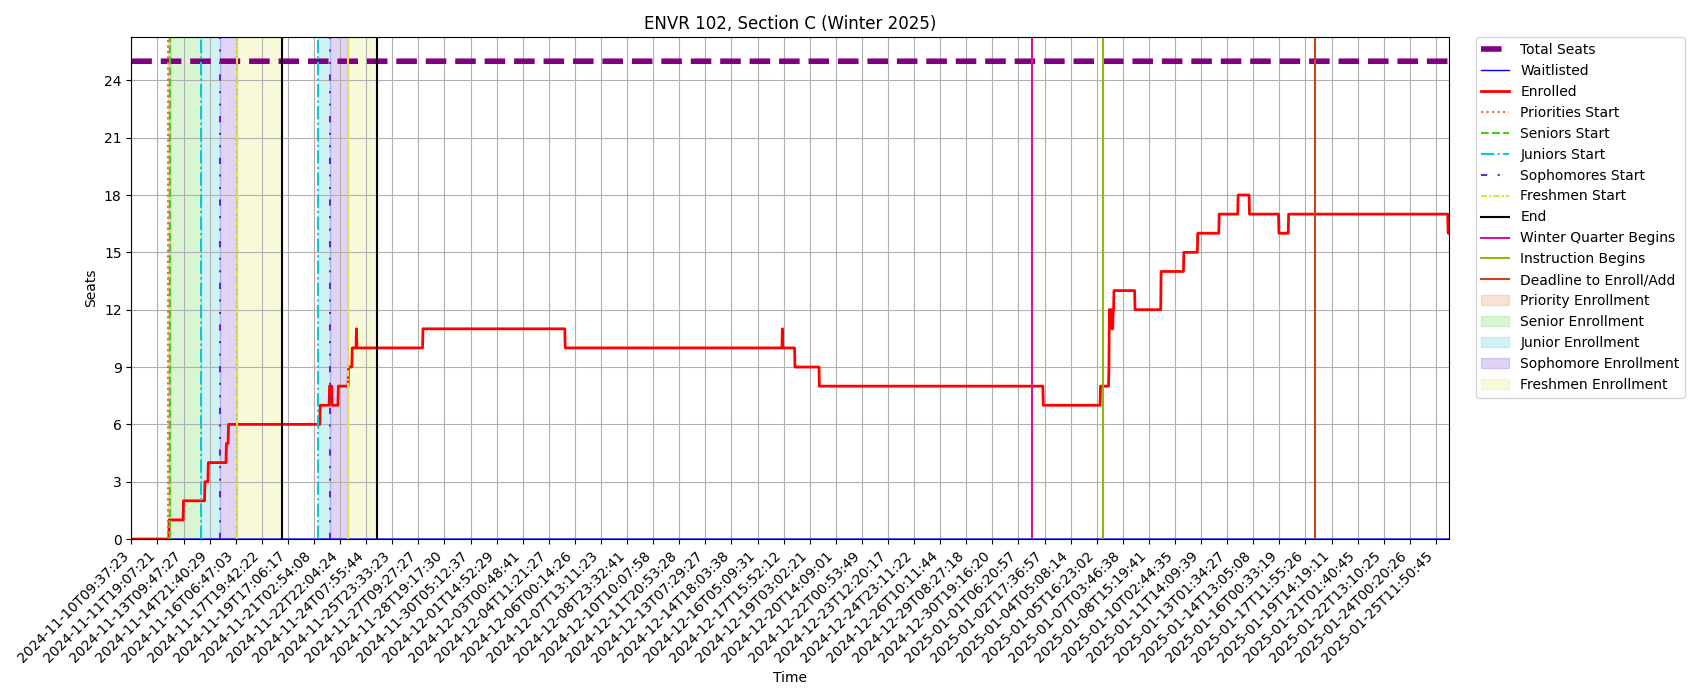 ENVR 102, Section C (Winter 2025)
Seats
24
21
18
15
12
9
6
3
0
2024-11-10T09:37:23
2024-11-11T19:07:21
2024-11-13T09:47:27
2024-11-14T21:40:29
2024-11-16T06:47:03
2024-11-17T19:42:22
2024-11-19T17:06:17
2024-11-21T02:54:08
2024-11-22T22:04:24
2024-11-24T07:55:44
2024-11-25T23:33:23
2024-11-27T09:27:27
2024-11-28T19:17:30
2024-11-30T05:12:37
2024-12-01T14:52:29
2024-12-03T00:48:41
2024-12-04T11:21:27
2024-12-06T00:14:26
2024-12-07T13:11:23
2024-12-08T23:32:41
2024-12-10T10:07:58
2024-12-11T20:53:28
2024-12-13T07:29:27
2024-12-14T18:03:38
2024-12-16T05:09:31
2024-12-17T15:52:12
2024-12-19T03:02:21
2024-12-20T14:09:01
2024-12-22T00:53:49
2024-12-23T12:20:17
2024-12-24T23:11:22
2024-12-26T10:11:44
2024-12-29T08:27:18
2024-12-30T19:16:20
2025-01-01T06:20:57
2025-01-02T17:36:57
2025-01-04T05:08:14
2025-01-05T16:23:02
2025-01-07T03:46:38
2025-01-08T15:19:41
2025-01-10T02:44:35
2025-01-11T14:09:39
2025-01-13T01:34:27
2025-01-14T13:05:08
2025-01-16T00:33:19
2025-01-17T11:55:26
2025-01-19T14:19:11
2025-01-21T01:40:45
2025-01-22T13:10:25
2025-01-24T00:20:26
2025-01-25T11:50:45
Time
Total Seats
Waitlisted
Enrolled
Priorities Start
Seniors Start
Juniors Start
Sophomores Start
Freshmen Start
End
Winter Quarter Begins
Instruction Begins
Deadline to Enroll/Add
Priority Enrollment
Senior Enrollment
Junior Enrollment
Sophomore Enrollment
Freshmen Enrollment